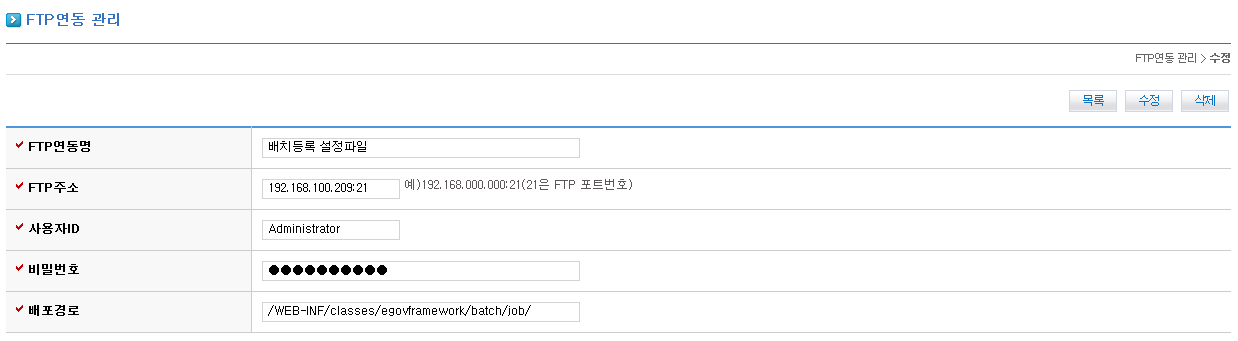 FTP연동 관리
FTP연동 관리 > 수정
목록 수정 삭제
FTP연동명 배치등록 설정파일
FTP주소 192.168.100.209:21 예)192.168.000.000:21(21은 FTP 포트번호)
사용자ID Administrator
비밀번호 ●●●●●●●●●●
배포경로 /WEB-INF/classes/egovframework/batch/job/